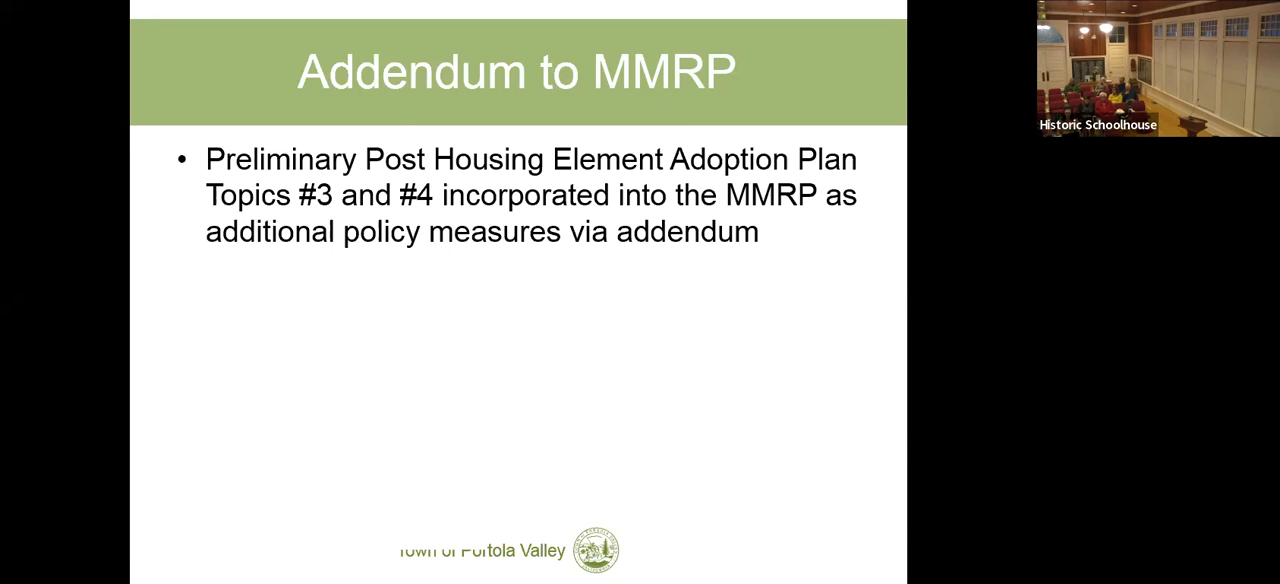 Addendum to MMRP
• Preliminary Post Housing Element Adoption Plan
Topics #3 and #4 incorporated into the MMRP as
additional policy measures via addendum
Town of Portola Valley
Historic Schoolhouse